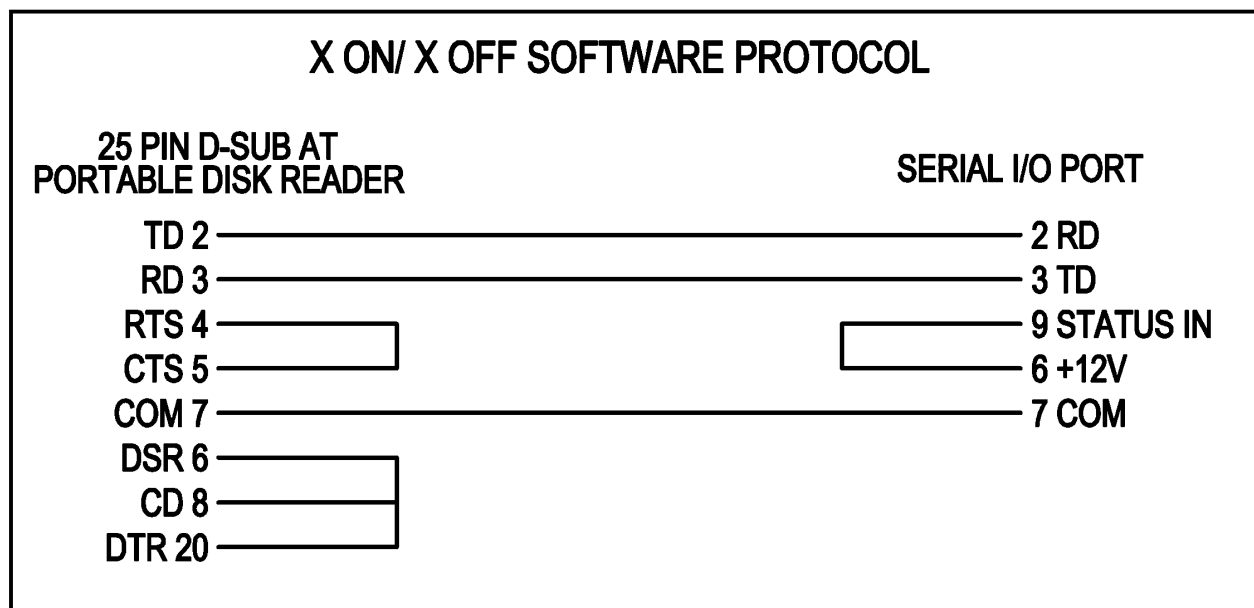 X ON/ X OFF SOFTWARE PROTOCOL
25 PIN D-SUB AT
PORTABLE DISK READER
SERIAL I/O PORT
TD 2
2 RD
RD 3
3 TD
RTS 4
9 STATUS IN
CTS 5
6 +12V
COM 7
7 COM
DSR 6
CD 8
DTR 20